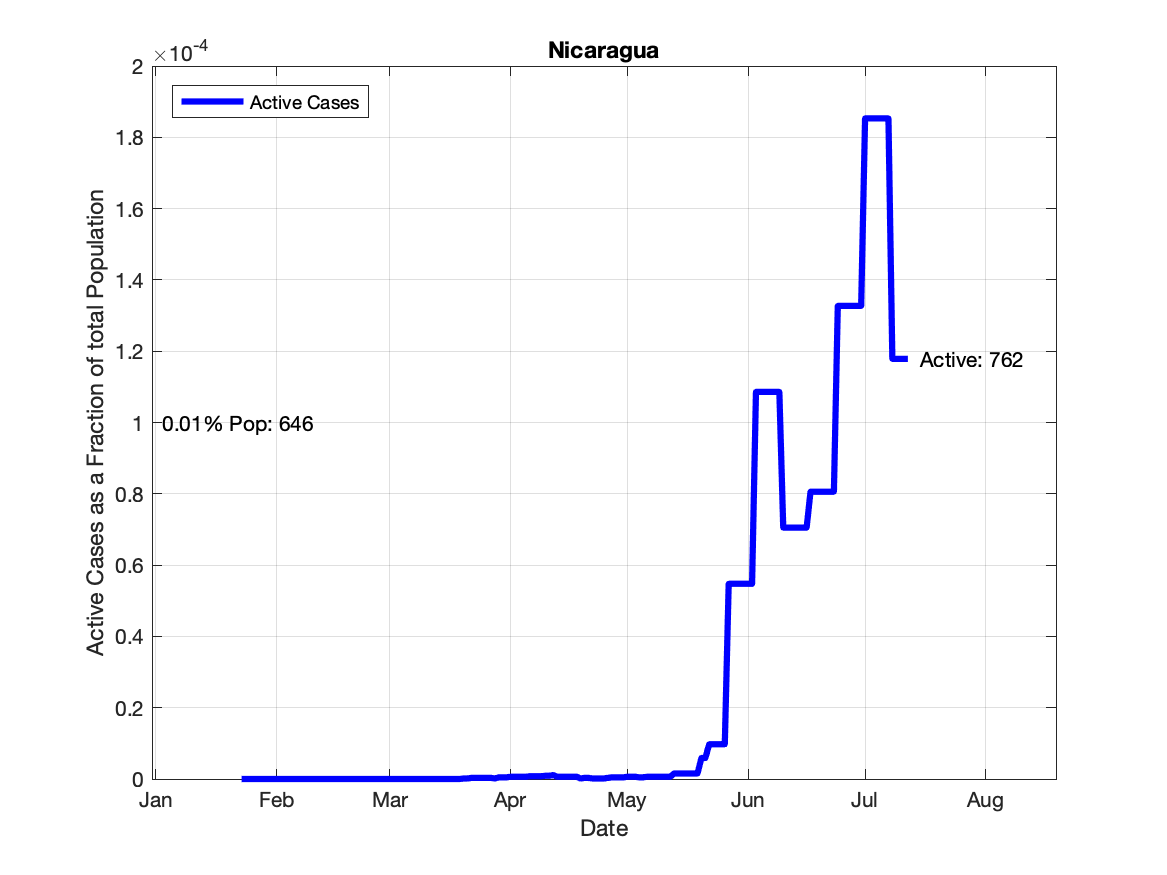 Nicaragua
×10-4
Active Cases
2
1.8
1.6
1.4
1.2
1
0.8
0.6
0.4
0.2
0
Active Cases as a Fraction of total Population
0.01% Pop: 646
Active: 762
Jan Feb Mar Apr May Jun Jul Aug
Date